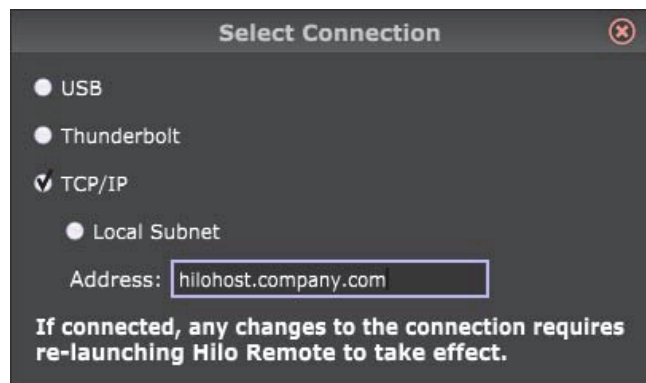 Select Connection
USB
Thunderbolt
TCP/IP
Local Subnet
Address: hilohost.company.com
If connected, any changes to the connection requires
re-launching Hilo Remote to take effect.